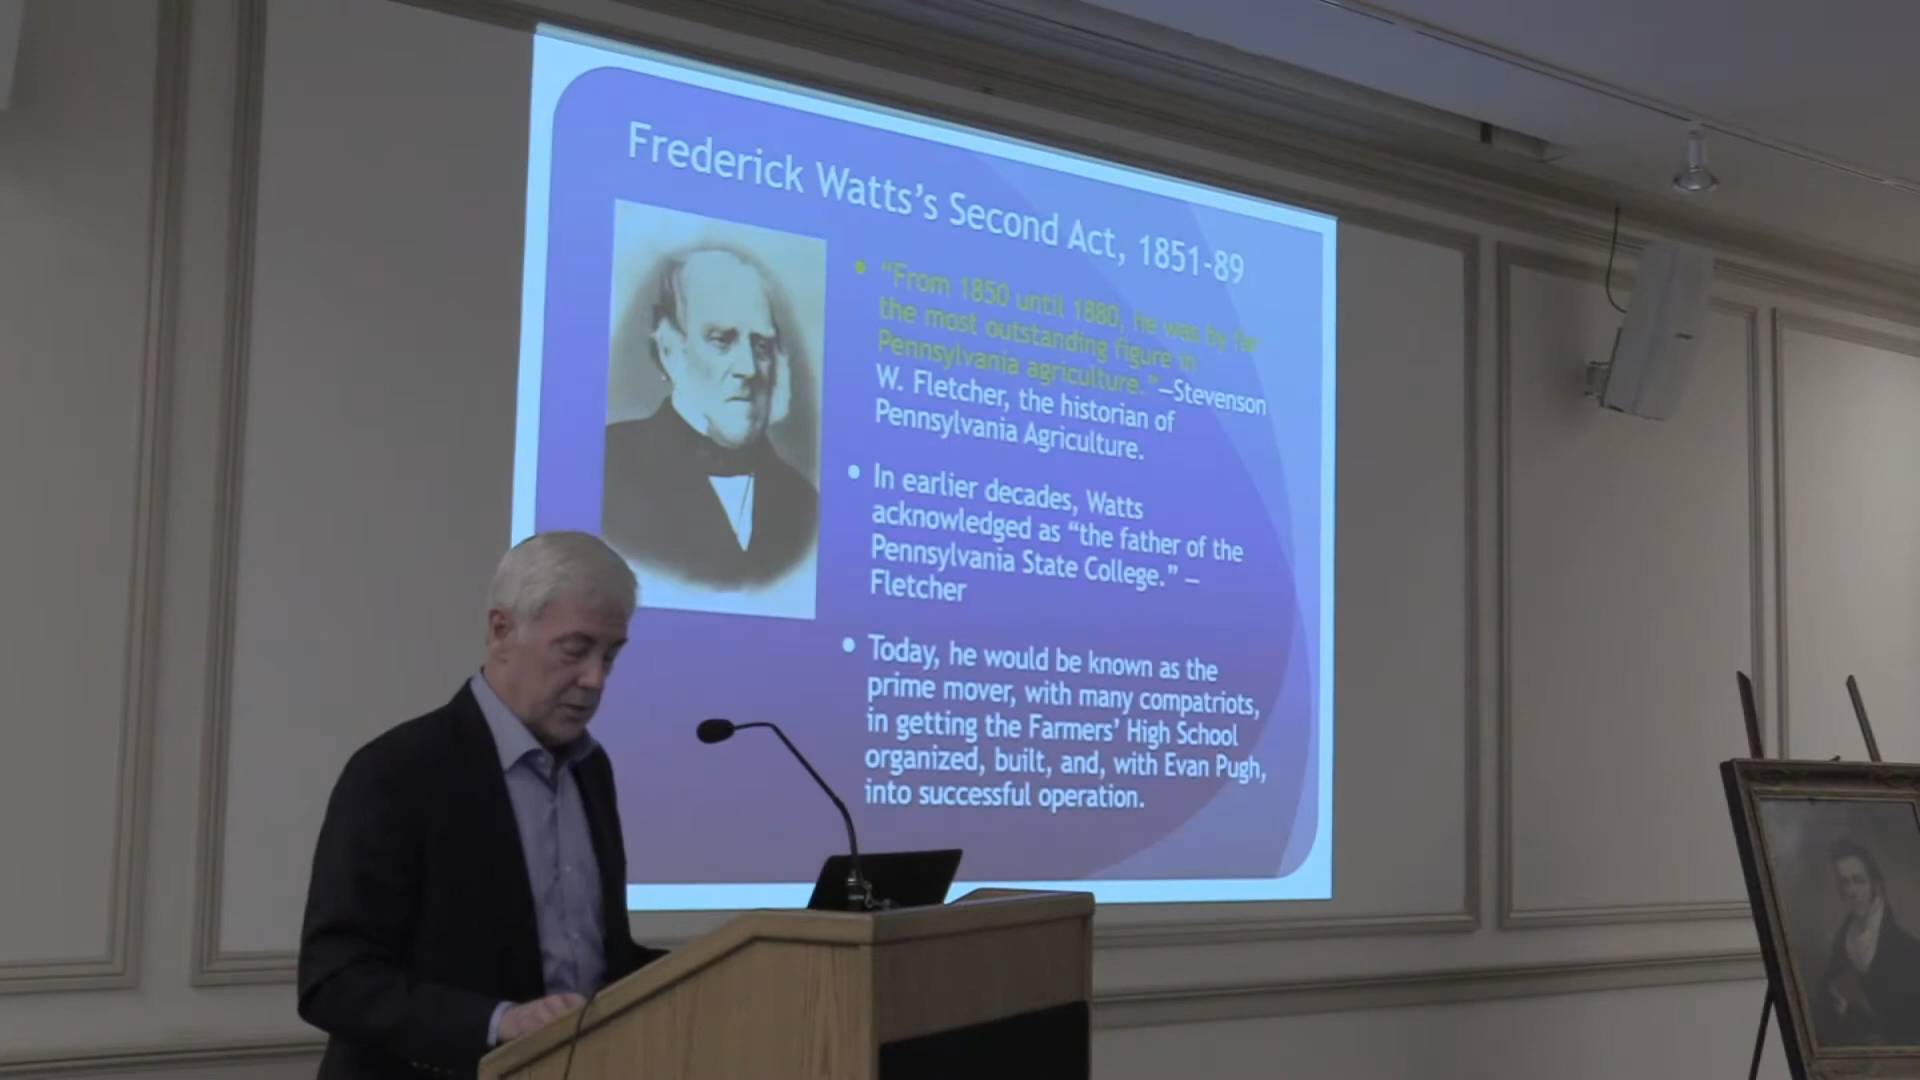 Frederick Watts’s Second Act, 1851-89
• “From 1850 until 1880, he was by far
the most outstanding figure in
Pennsylvania agriculture.”—Stevenson
W. Fletcher, the historian of
Pennsylvania Agriculture.
• In earlier decades, Watts
acknowledged as “the father of the
Pennsylvania State College.” —
Fletcher
• Today, he would be known as the
prime mover, with many compatriots,
in getting the Farmers’ High School
organized, built, and, with Evan Pugh,
into successful operation.